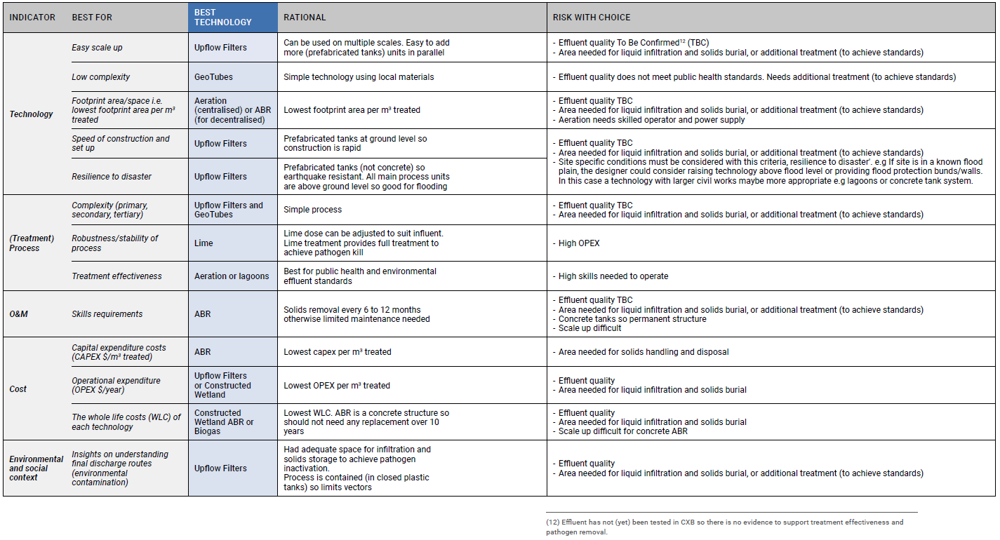 INDICATOR
BEST FOR
BEST
TECHNOLOGY
RATIONAL
RISK WITH CHOICE
Technology
Easy scale up
Upflow Filters
Can be used on multiple scales. Easy to add
more (prefabricated tanks) units in parallel
- Effluent quality To Be Confirmed¹² (TBC)
- Area needed for liquid infiltration and solids burial, or additional treatment (to achieve standards)
Low complexity
GeoTubes
Simple technology using local materials
- Effluent quality does not meet public health standards. Needs additional treatment (to achieve standards)
Footprint area/space i.e.
lowest footprint area per m³
treated
Aeration
(centralised) or ABR
(for decentralised)
Lowest footprint area per m³ treated
- Effluent quality TBC
- Area needed for liquid infiltration and solids burial, or additional treatment (to achieve standards)
- Aeration needs skilled operator and power supply
Speed of construction and
set up
Upflow Filters
Prefabricated tanks at ground level so
construction is rapid
- Effluent quality TBC
- Area needed for liquid infiltration and solids burial, or additional treatment (to achieve standards)
- Site specific conditions must be considered with this criteria, resilience to disaster'. e.g If site is in a known flood
plain, the designer could consider raising technology above flood level or providing flood protection bunds/walls.
In this case a technology with larger civil works maybe more appropriate e.g lagoons or concrete tank system.
Resilience to disaster
Upflow Filters
Prefabricated tanks (not concrete) so
earthquake resistant. All main process units
are above ground level so good for flooding
(Treatment)
Process
Complexity (primary,
secondary, tertiary)
Upflow Filters and
GeoTubes
Simple process
- Effluent quality TBC
- Area needed for liquid infiltration and solids burial, or additional treatment (to achieve standards)
Robustness/stability of
process
Lime
Lime dose can be adjusted to suit influent.
Lime treatment provides full treatment to
achieve pathogen kill
- High OPEX
Treatment effectiveness
Aeration or lagoons
Best for public health and environmental
effluent standards
- High skills needed to operate
O&M
Skills requirements
ABR
Solids removal every 6 to 12 months
otherwise limited maintenance needed
- Effluent quality TBC
- Area needed for liquid infiltration and solids burial, or additional treatment (to achieve standards)
- Concrete tanks so permanent structure
- Scale up difficult
Cost
Capital expenditure costs
(CAPEX $/m³ treated)
ABR
Lowest capex per m³ treated
- Area needed for solids handling and disposal
Operational expenditure
(OPEX $/year)
Upflow Filters
or Constructed
Wetland
Lowest OPEX per m³ treated
- Effluent quality
- Area needed for liquid infiltration and solids burial
The whole life costs (WLC) of
each technology
Constructed
Wetland ABR or
Biogas
Lowest WLC. ABR is a concrete structure so
should not need any replacement over 10
years
- Effluent quality
- Area needed for liquid infiltration and solids burial
- Scale up difficult for concrete ABR
Environmental
and social
context
Insights on understanding
final discharge routes
(environmental
contamination)
Upflow Filters
Had adequate space for infiltration and
solids storage to achieve pathogen
inactivation.
Process is contained (in closed plastic
tanks) so limits vectors
- Effluent quality
- Area needed for liquid infiltration and solids burial, or additional treatment (to achieve standards)
(12) Effluent has not (yet) been tested in CXB so there is no evidence to support treatment effectiveness and
pathogen removal.